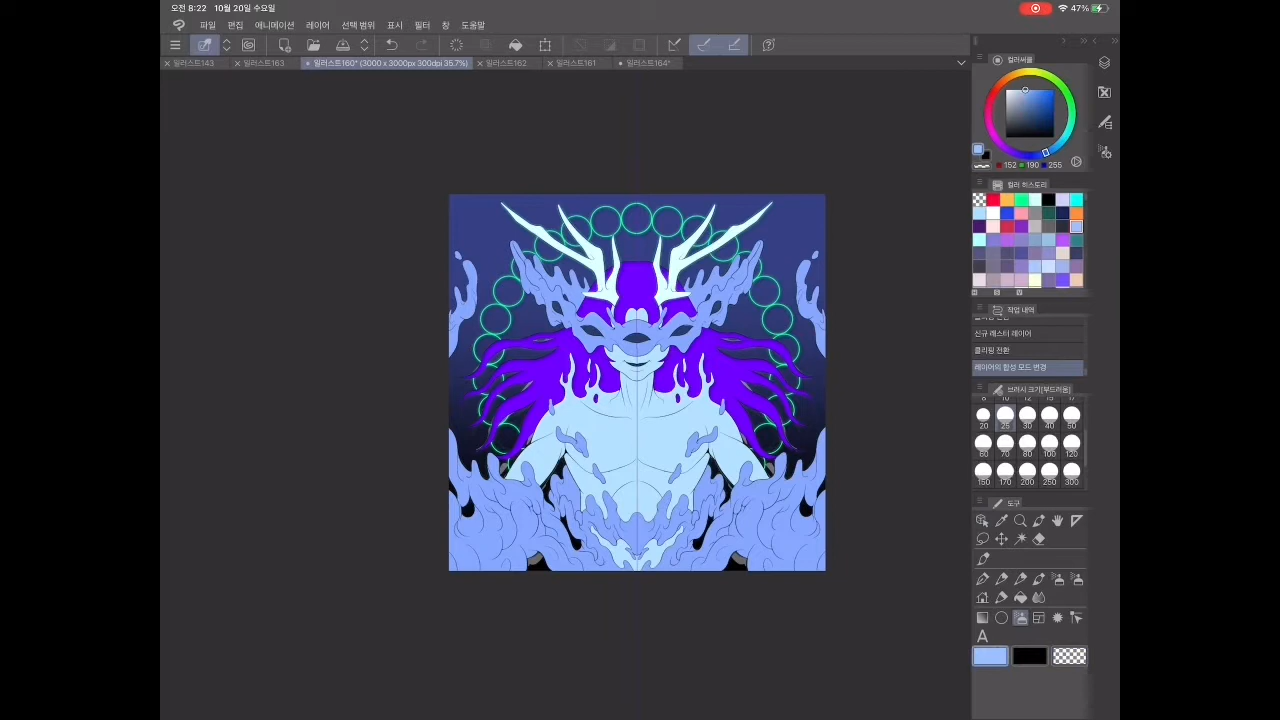 오전 8:22 10월 20일 수요일
47%
파일 편집 애니메이션 레이어 선택 범위 표시 필터 창 도움말
일러스트143
일러스트163
일러스트160* (3000 x 3000px 300dpi 35.7%)
일러스트162
일러스트161
일러스트164*
컬러써클
152 190 255
컬러 히스토리
H S V
작업 내역
신규 래스터 레이어
클리핑 전환
레이어의 합성 모드 변경
브러시 크기[부드러움]
20 25 30 40 50
60 70 80 100 120
150 170 200 250 300
도구
A